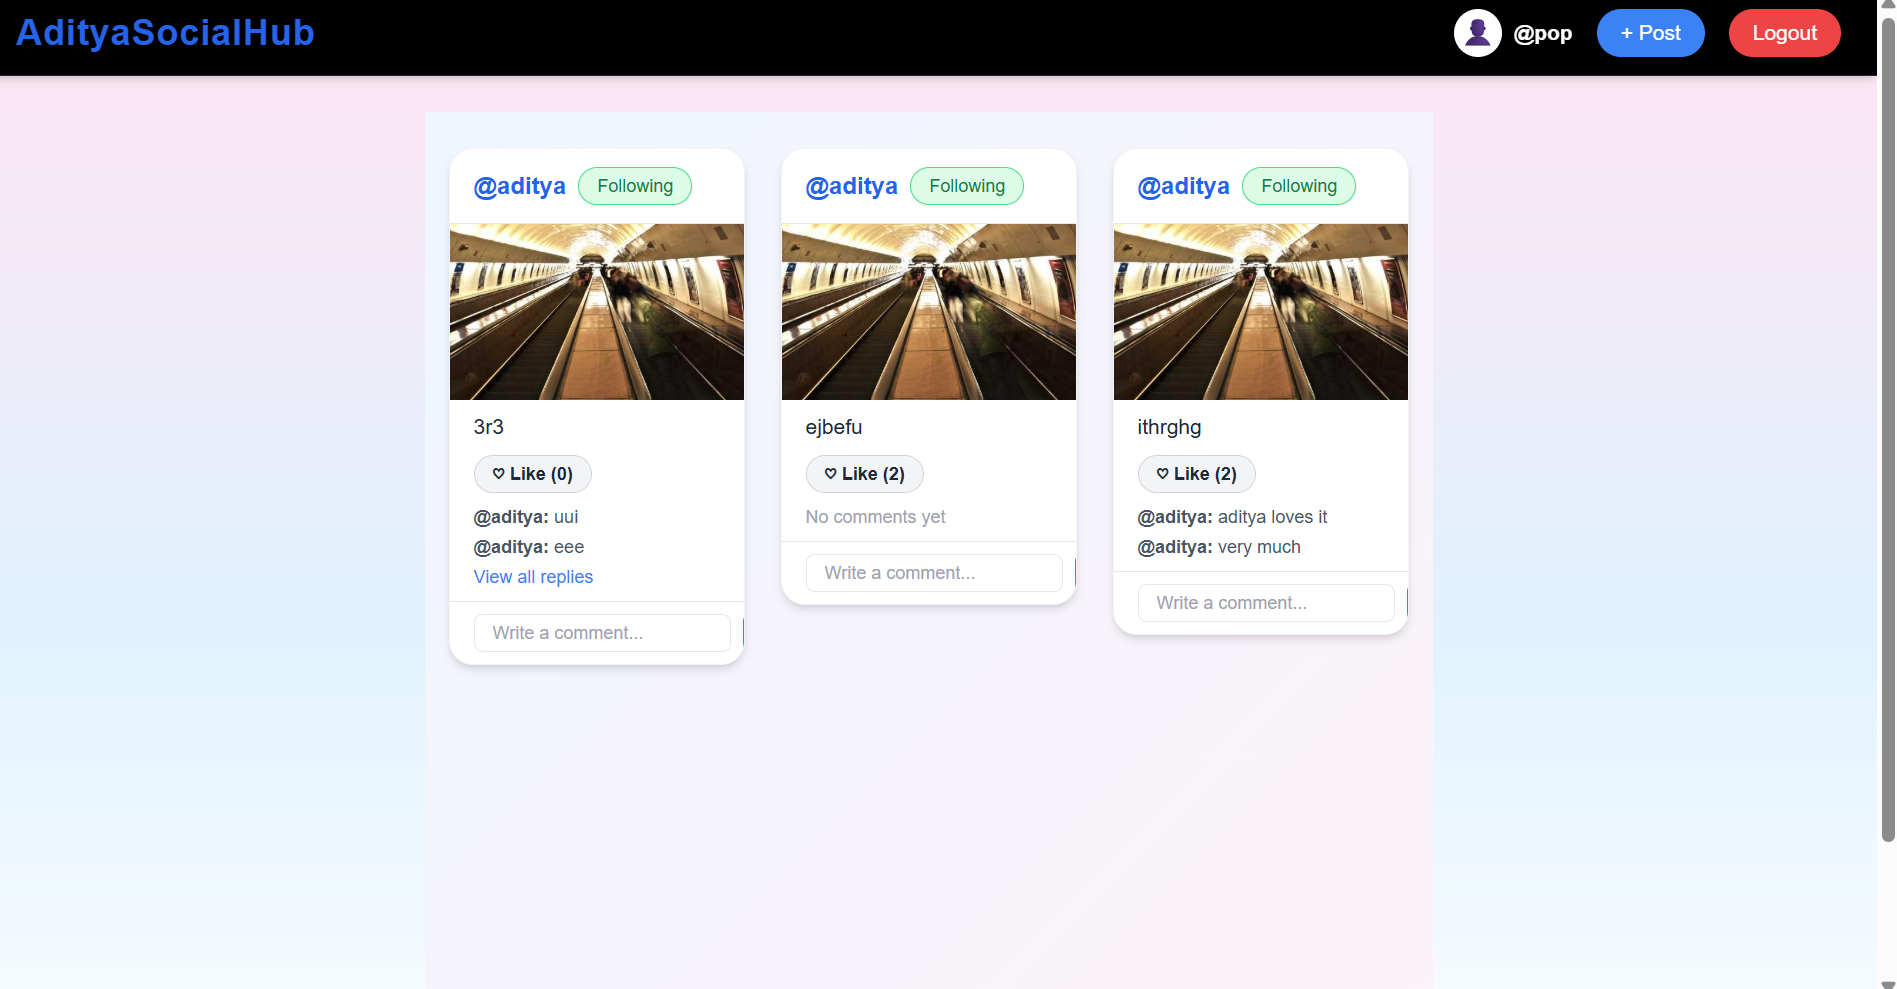 AdityaSocialHub
@pop
+ Post
Logout
@aditya Following
3r3
♡ Like (0)
@aditya: uui
@aditya: eee
View all replies
Write a comment...
@aditya Following
ejbefu
♡ Like (2)
No comments yet
Write a comment...
@aditya Following
ithrghg
♡ Like (2)
@aditya: aditya loves it
@aditya: very much
Write a comment...